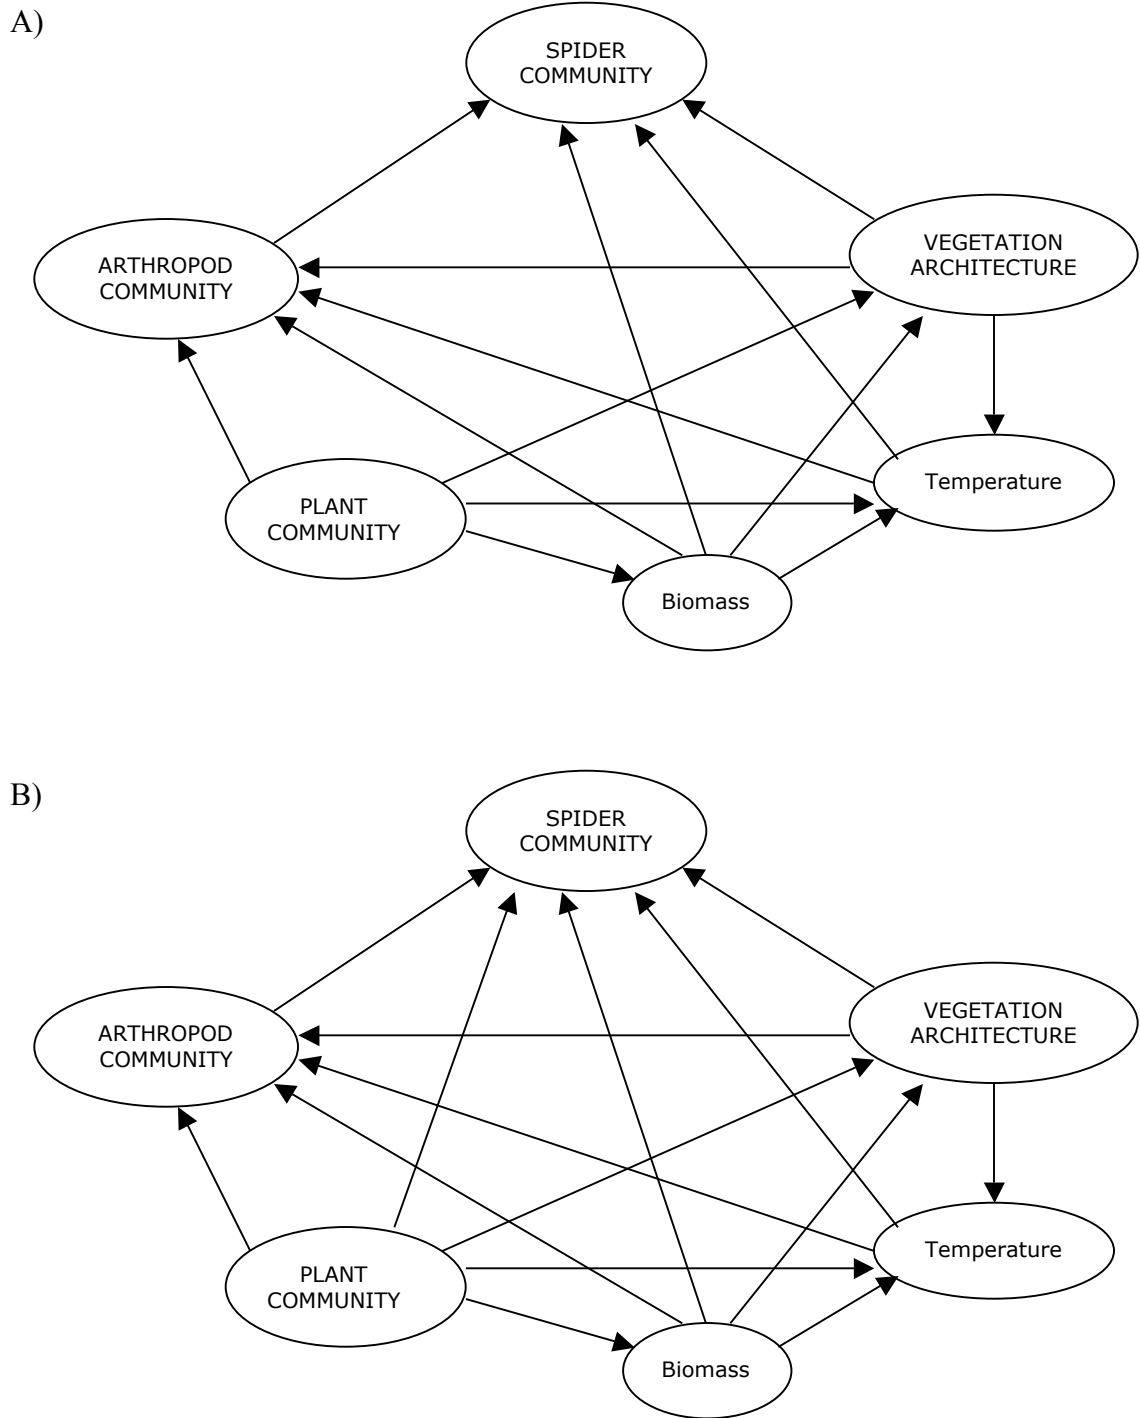 A)
SPIDER
COMMUNITY
VEGETATION
ARCHITECTURE
ARTHROPOD
COMMUNITY
Temperature
PLANT
COMMUNITY
Biomass
B)
SPIDER
COMMUNITY
VEGETATION
ARCHITECTURE
ARTHROPOD
COMMUNITY
Temperature
PLANT
COMMUNITY
Biomass